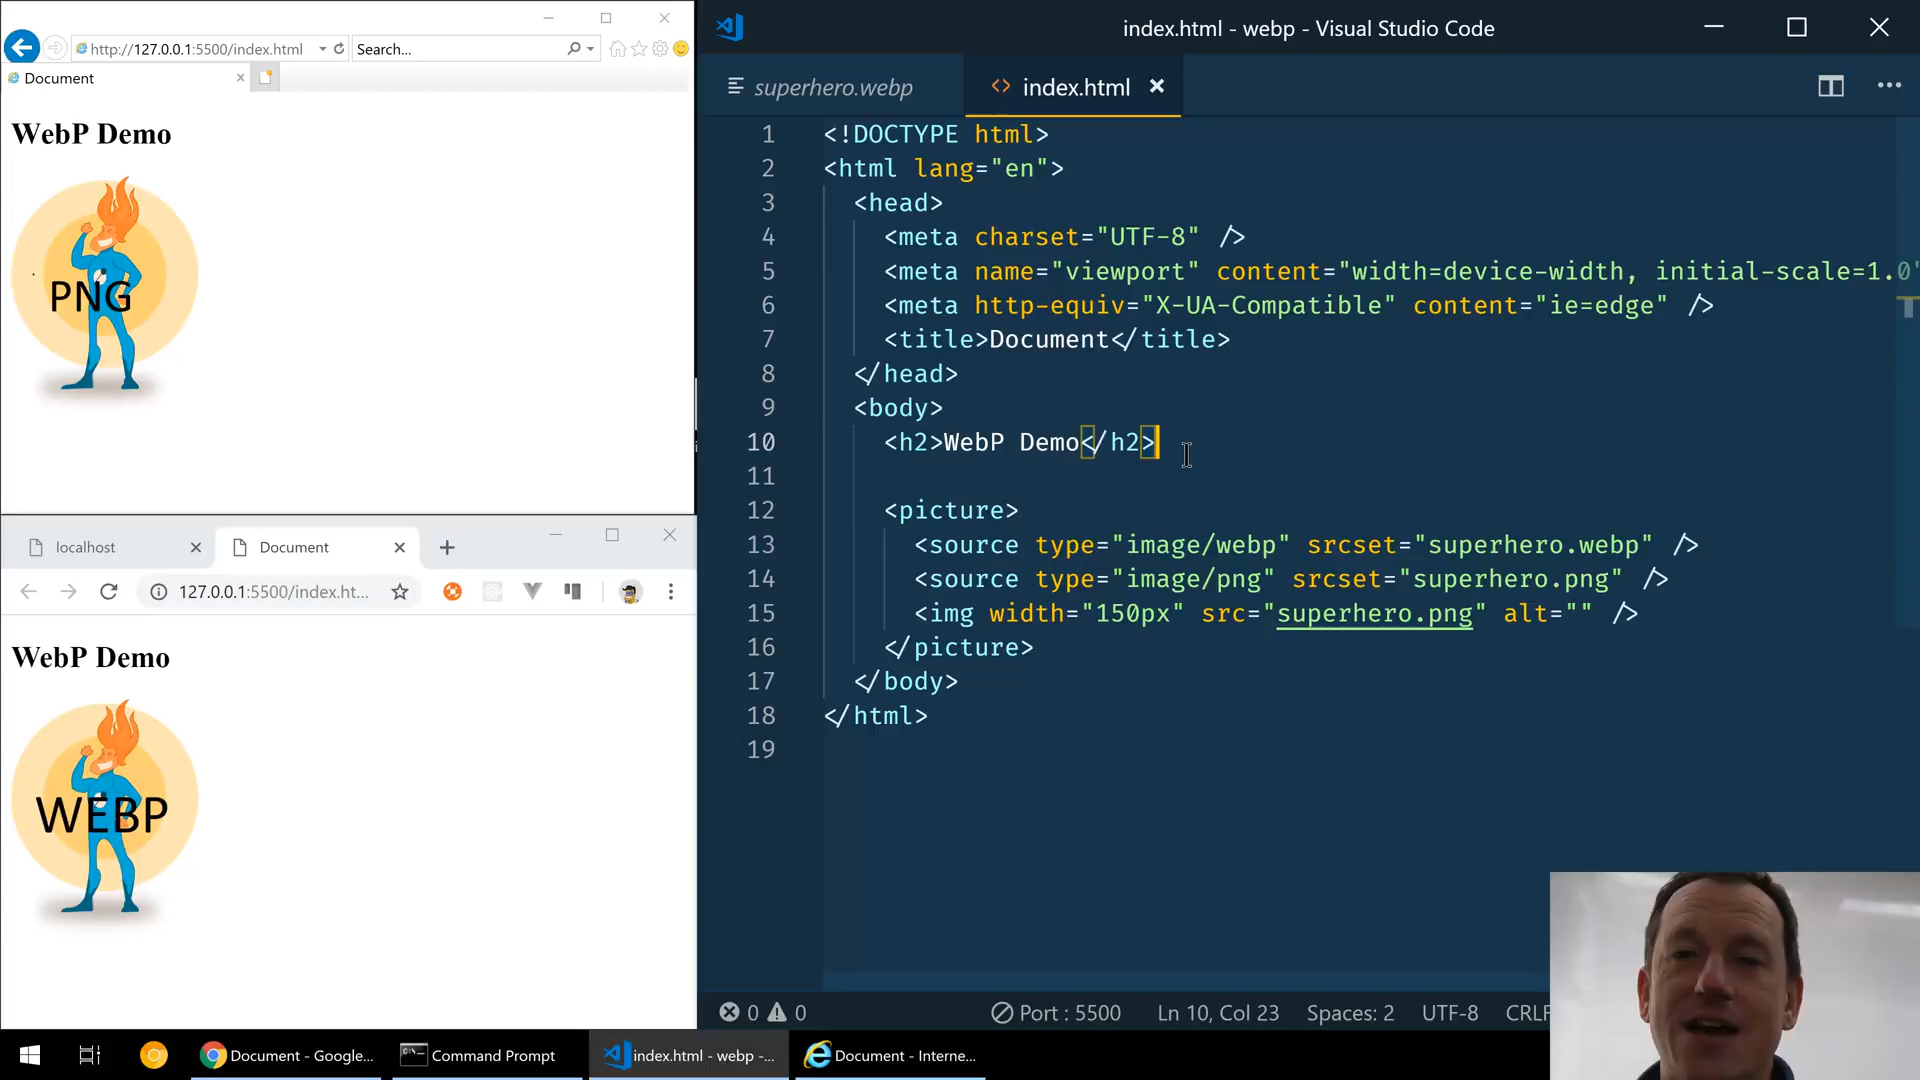 http://127.0.0.1:5500/index.html
Search...
Document
WebP Demo
PNG
localhost
Document
127.0.0.1:5500/index.ht...
WebP Demo
WEBP
index.html - webp - Visual Studio Code
superhero.webp
<> index.html
1 <!DOCTYPE html>
2 <html lang="en">
3 <head>
4 <meta charset="UTF-8" />
5 <meta name="viewport" content="width=device-width, initial-scale=1.0"
6 <meta http-equiv="X-UA-Compatible" content="ie=edge" />
7 <title>Document</title>
8 </head>
9 <body>
10 <h2>WebP Demo</h2>
11
12 <picture>
13 <source type="image/webp" srcset="superhero.webp" />
14 <source type="image/png" srcset="superhero.png" />
15 <img width="150px" src="superhero.png" alt="" />
16 </picture>
17 </body>
18 </html>
19
0 0
Port : 5500
Ln 10, Col 23
Spaces: 2
UTF-8
CRLF
Document - Google...
Command Prompt
index.html - webp -...
Document - Interne...